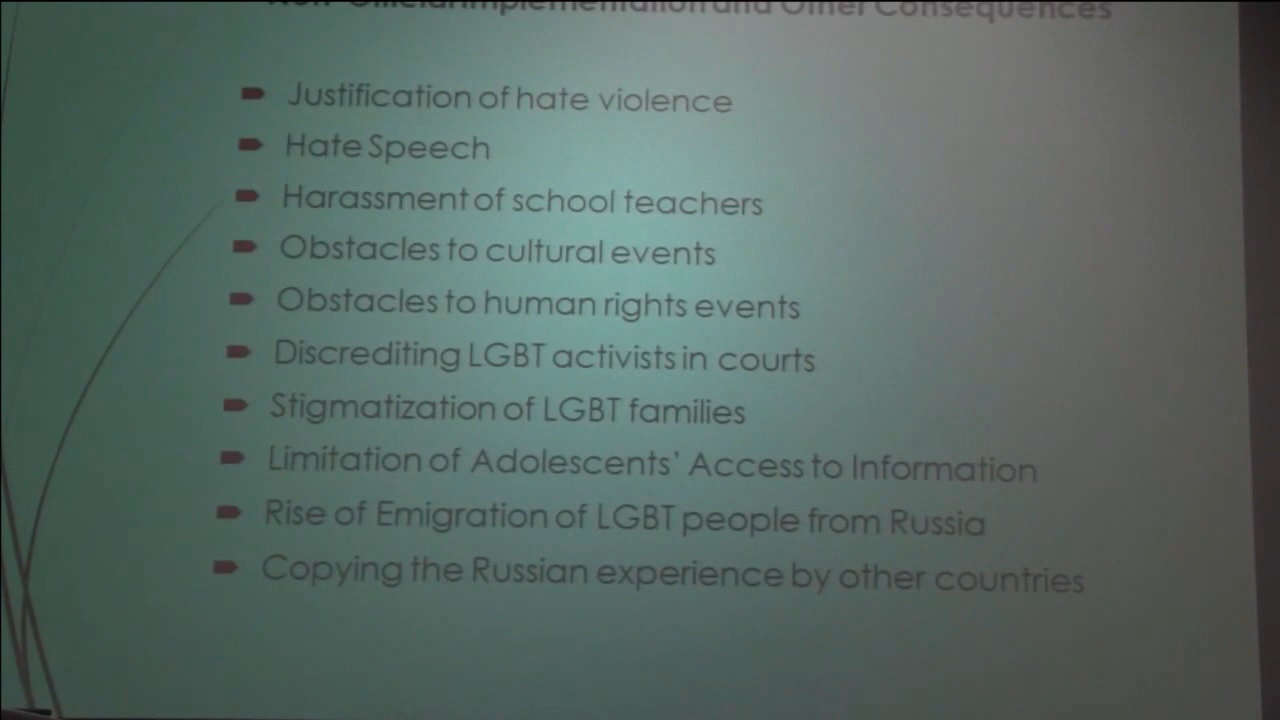 Non-Official Implementation and Other Consequences
Justification of hate violence
Hate Speech
Harassment of school teachers
Obstacles to cultural events
Obstacles to human rights events
Discrediting LGBT activists in courts
Stigmatization of LGBT families
Limitation of Adolescents' Access to Information
Rise of Emigration of LGBT people from Russia
Copying the Russian experience by other countries